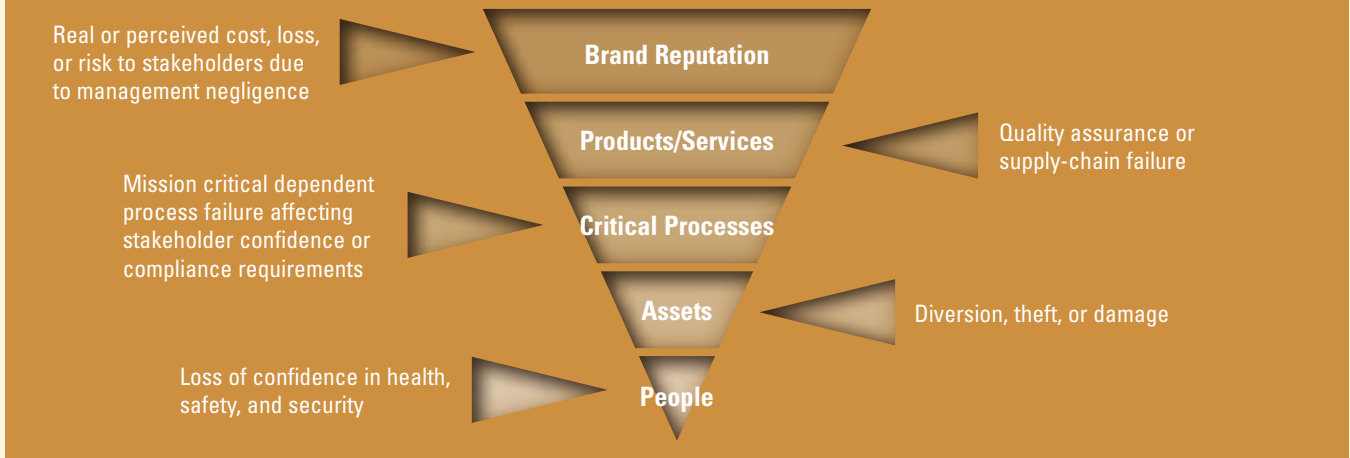 Real or perceived cost, loss,
or risk to stakeholders due
to management negligence
Brand Reputation
Products/Services
Quality assurance or
supply-chain failure
Mission critical dependent
process failure affecting
stakeholder confidence or
compliance requirements
Critical Processes
Assets
Diversion, theft, or damage
Loss of confidence in health,
safety, and security
People